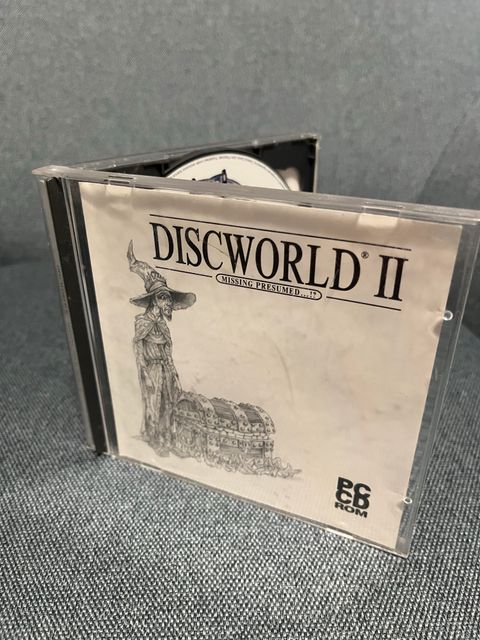 DISCWORLD® II
MISSING PRESUMED...!?
PC
CD
ROM